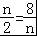 n/2 = 8/n